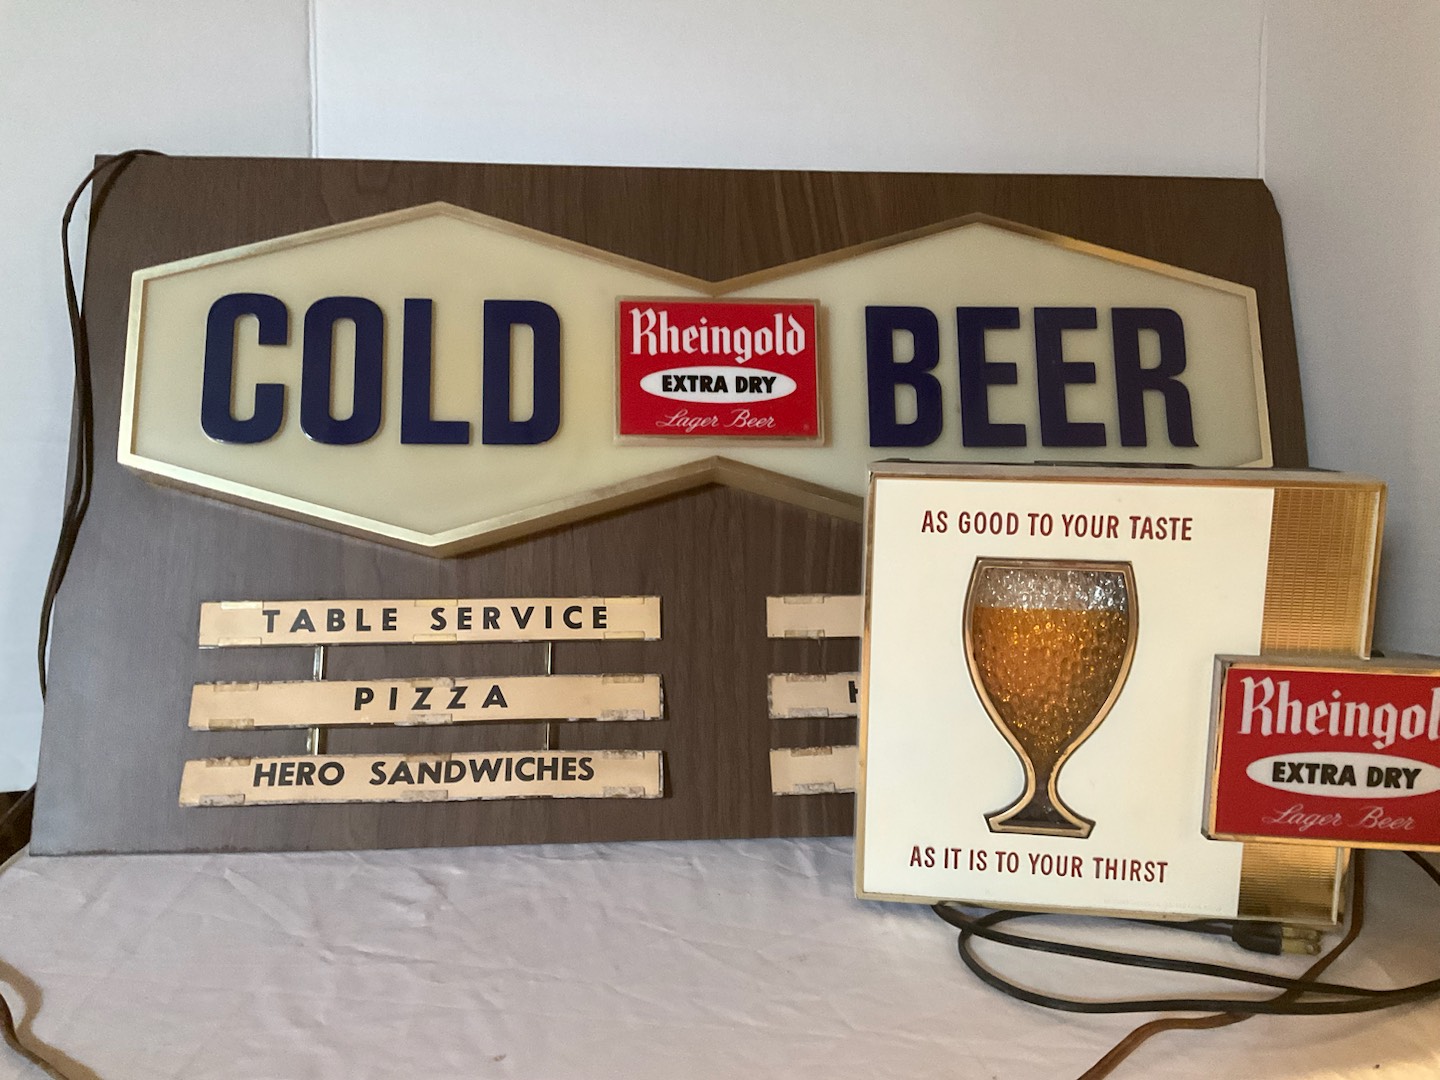 COLD BEER
Rheingold
EXTRA DRY
Lager Beer
TABLE SERVICE
PIZZA
HERO SANDWICHES
AS GOOD TO YOUR TASTE
AS IT IS TO YOUR THIRST
Rheingol
EXTRA DRY
Lager Beer